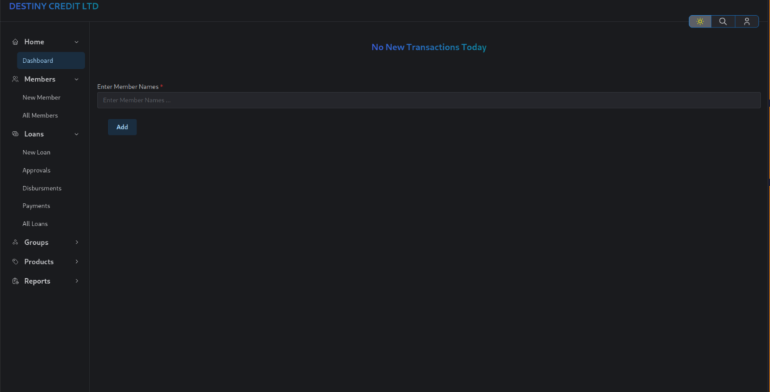 DESTINY CREDIT LTD
Home
Dashboard
Members
New Member
All Members
Loans
New Loan
Approvals
Disbursments
Payments
All Loans
Groups
Products
Reports
No New Transactions Today
Enter Member Names *
Enter Member Names...
Add